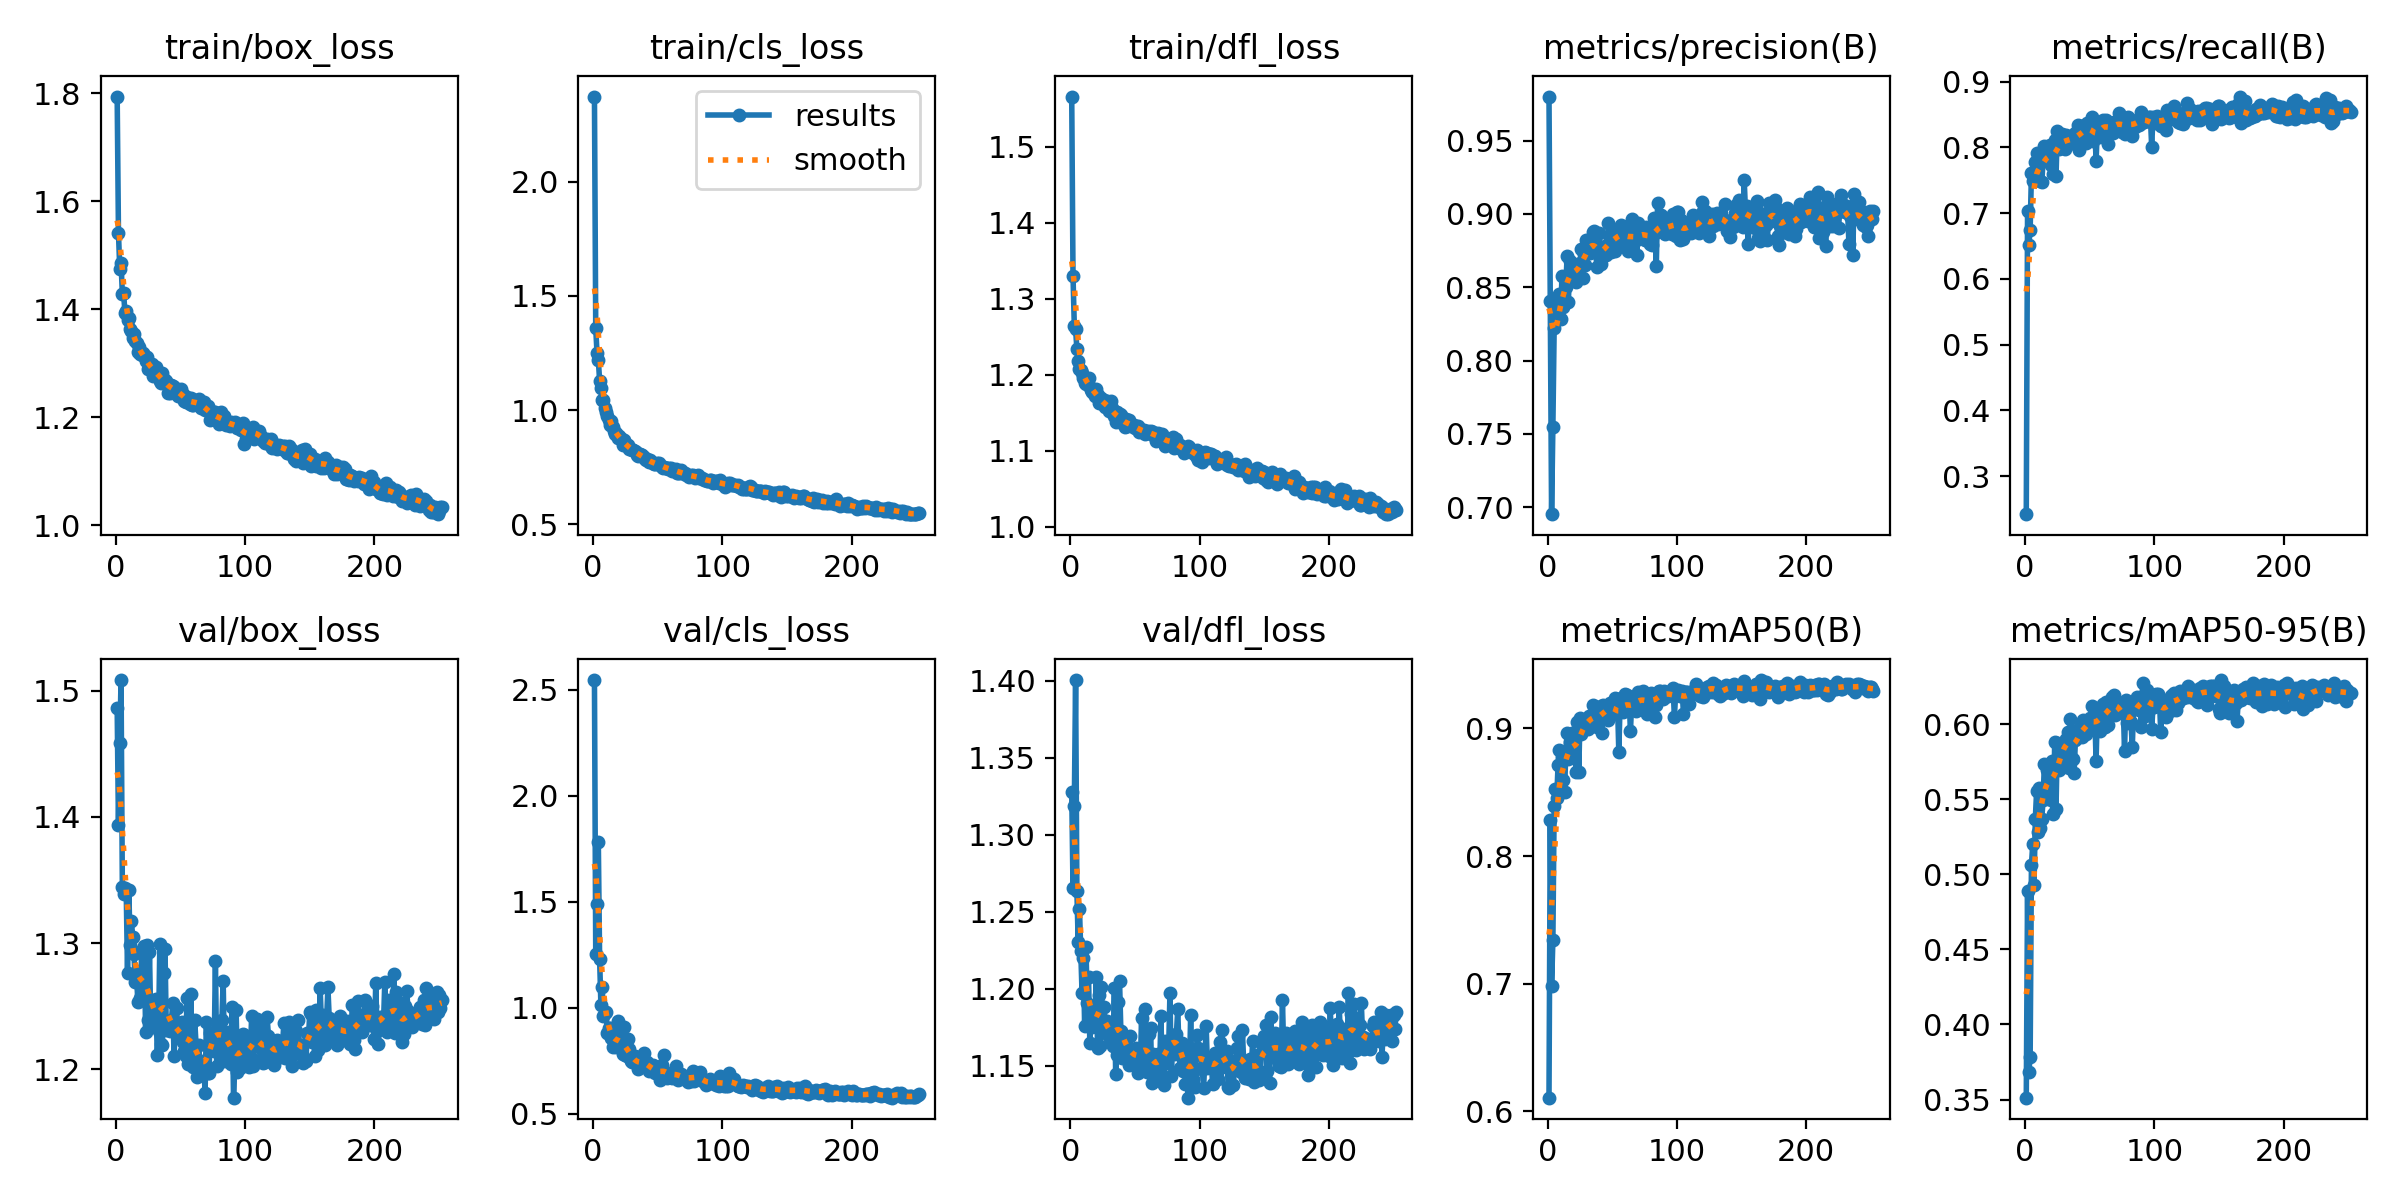 train/box_loss
1.8
1.6
1.4
1.2
1.0
0 100 200
train/cls_loss
results
smooth
2.0
1.5
1.0
0.5
0 100 200
train/dfl_loss
1.5
1.4
1.3
1.2
1.1
1.0
0 100 200
metrics/precision(B)
0.95
0.90
0.85
0.80
0.75
0.70
0 100 200
metrics/recall(B)
0.9
0.8
0.7
0.6
0.5
0.4
0.3
0 100 200
val/box_loss
1.5
1.4
1.3
1.2
0 100 200
val/cls_loss
2.5
2.0
1.5
1.0
0.5
0 100 200
val/dfl_loss
1.40
1.35
1.30
1.25
1.20
1.15
0 100 200
metrics/mAP50(B)
0.9
0.8
0.7
0.6
0 100 200
metrics/mAP50-95(B)
0.60
0.55
0.50
0.45
0.40
0.35
0 100 200